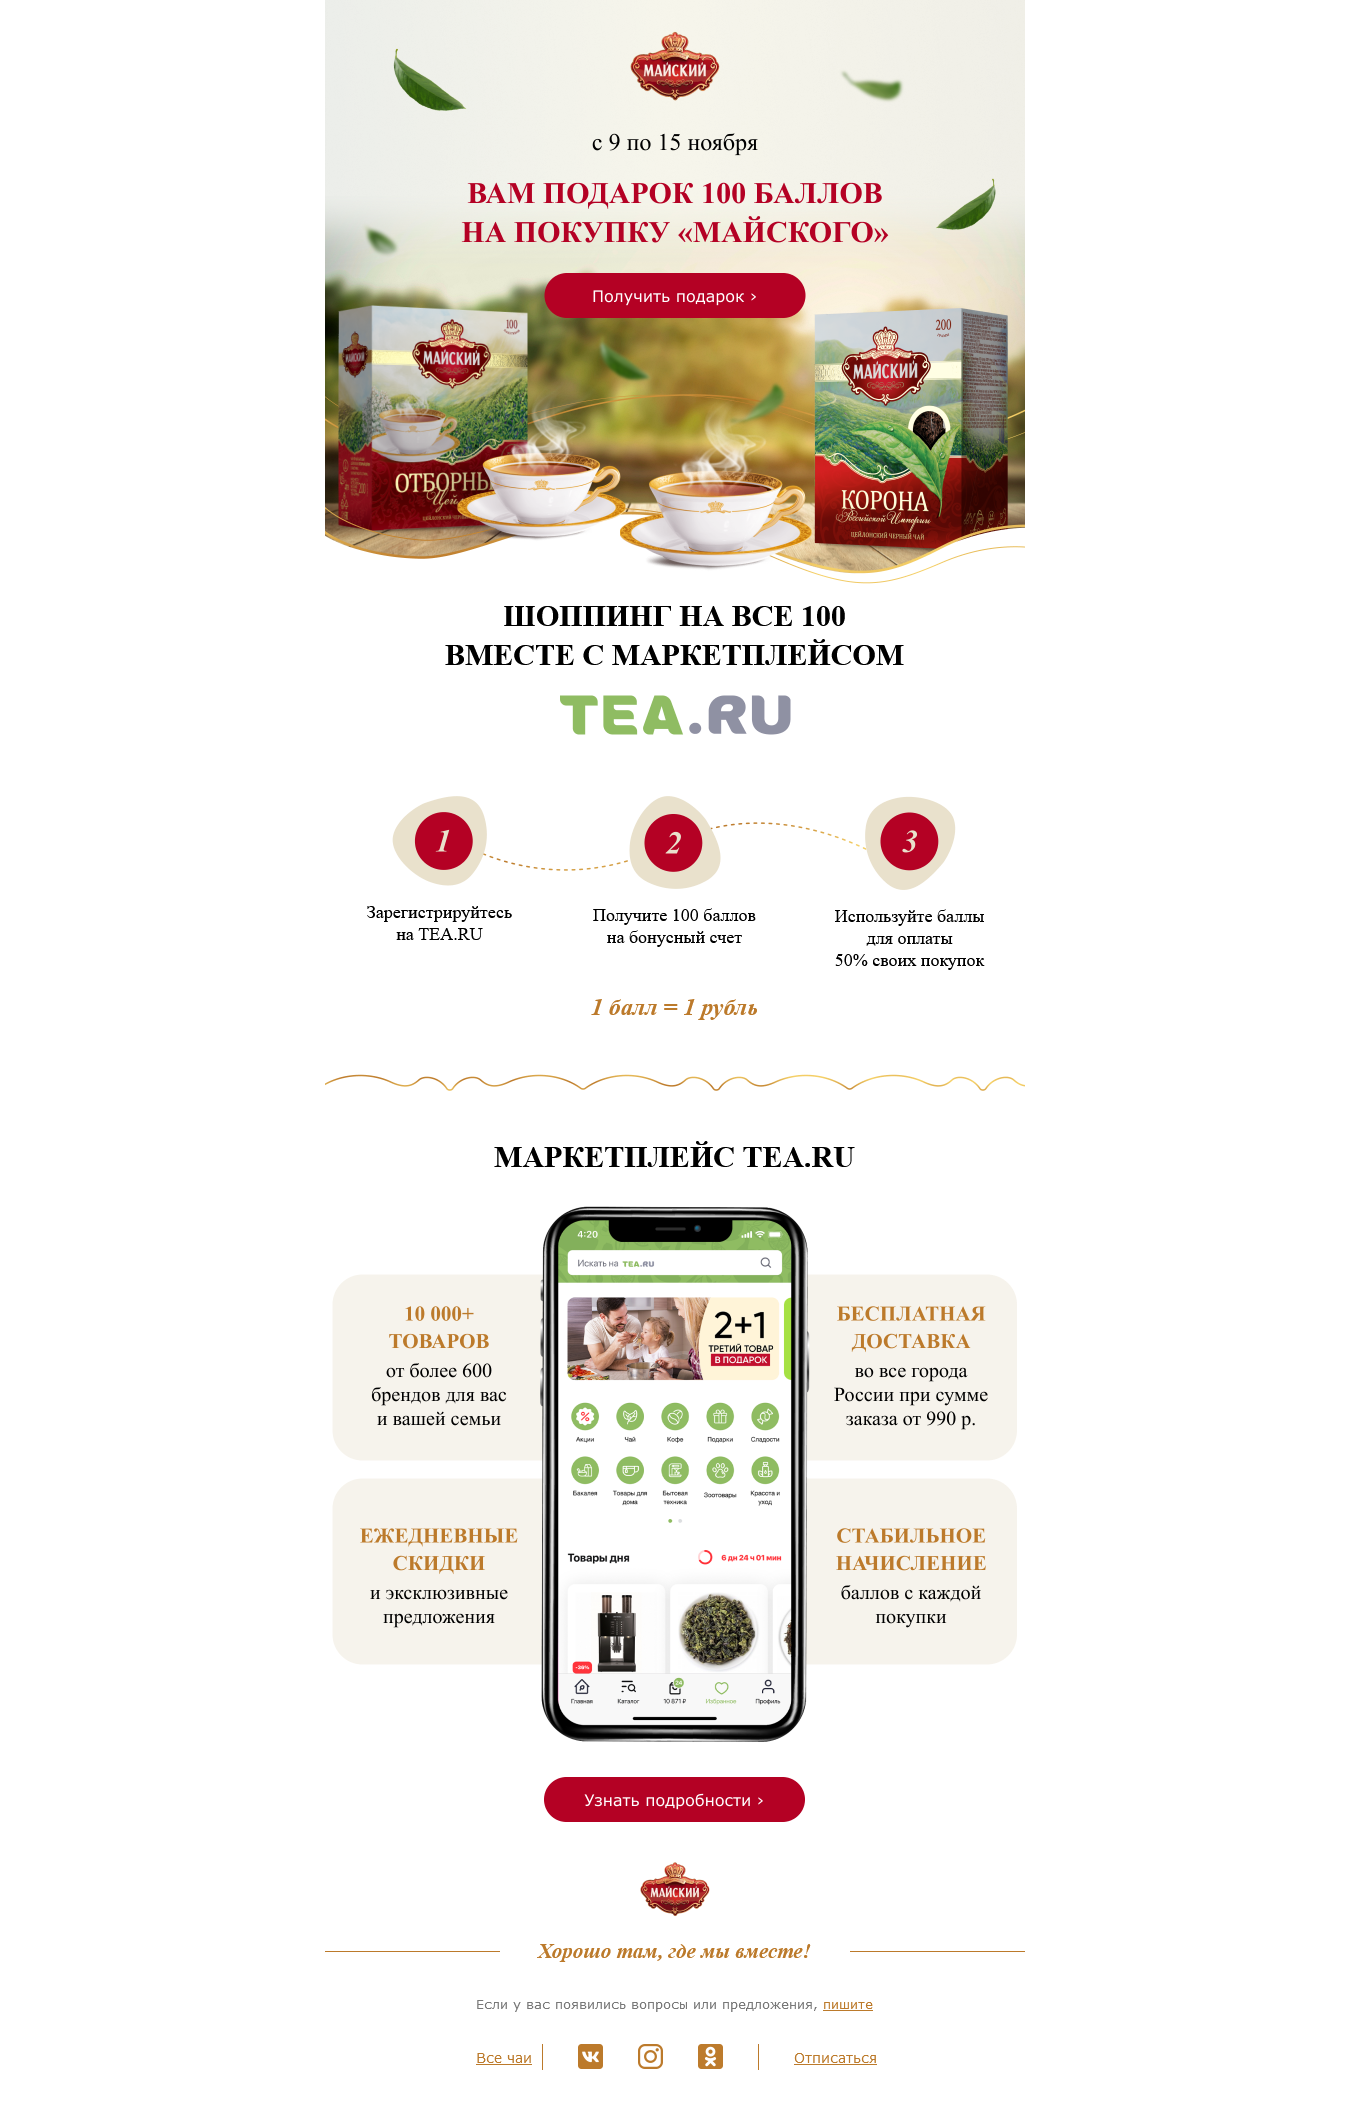 МАЙСКИЙ
с 9 по 15 ноября
ВАМ ПОДАРОК 100 БАЛЛОВ
НА ПОКУПКУ «МАЙСКОГО»
Получить подарок ›
100
МАЙСКИЙ
МАЙСКИЙ
ОТБОРНЫ
200
МАЙСКИЙ
КОРОНА
Российской Империи
ЦЕЙЛОНСКИЙ ЧЕРНЫЙ ЧАЙ
ШОППИНГ НА ВСЕ 100
ВМЕСТЕ С МАРКЕТПЛЕЙСОМ
TEA.RU
1
2
3
Зарегистрируйтесь
на TEA.RU
Получите 100 баллов
на бонусный счет
Используйте баллы
для оплаты
50% своих покупок
1 балл = 1 рубль
МАРКЕТПЛЕЙС TEA.RU
10 000+
ТОВАРОВ
от более 600
брендов для вас
и вашей семьи
ЕЖЕДНЕВНЫЕ
СКИДКИ
и эксклюзивные
предложения
4:20
Искать на TEA.RU
2+1
ТРЕТИЙ ТОВАР
В ПОДАРОК
Акции Чай Кофе Подарки Сладости
Бакалея Товары для дома Бытовая техника Зоотовары Красота и уход
Товары дня 6 дн 24 ч 01 мин
-36%
Главная Каталог 10 871 ₽ Избранное Профиль
БЕСПЛАТНАЯ
ДОСТАВКА
во все города
России при сумме
заказа от 990 р.
СТАБИЛЬНОЕ
НАЧИСЛЕНИЕ
баллов с каждой
покупки
Узнать подробности ›
МАЙСКИЙ
Хорошо там, где мы вместе!
Если у вас появились вопросы или предложения, пишите
Все чаи
Отписаться